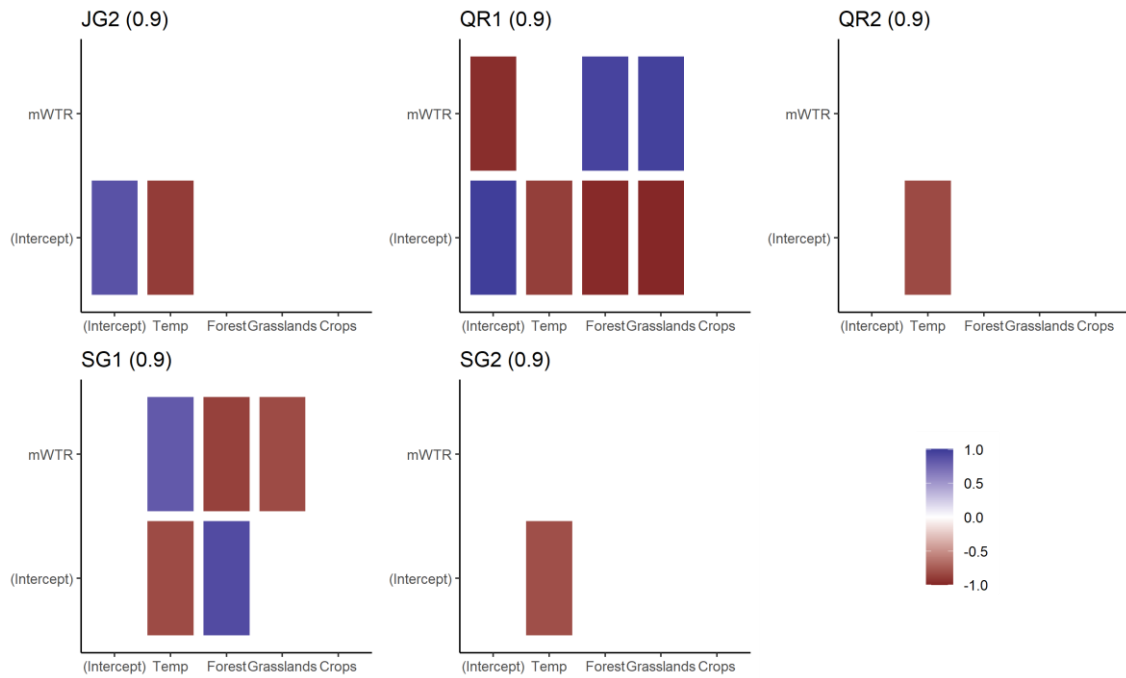 JG2 (0.9)
mWTR
(Intercept)
(Intercept) Temp Forest Grasslands Crops
QR1 (0.9)
mWTR
(Intercept)
(Intercept) Temp Forest Grasslands Crops
QR2 (0.9)
mWTR
(Intercept)
(Intercept) Temp Forest Grasslands Crops
SG1 (0.9)
mWTR
(Intercept)
(Intercept) Temp Forest Grasslands Crops
SG2 (0.9)
mWTR
(Intercept)
(Intercept) Temp Forest Grasslands Crops
1.0
0.5
0.0
-0.5
-1.0